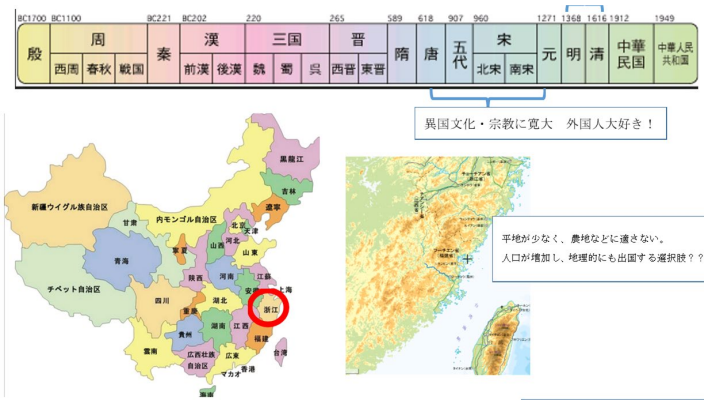 BC1700 BC1100 BC221 BC202 220 265 589 618 907 960 1271 1368 1616 1912 1949
殷 周 秦 漢 三国 晋 隋 唐 五代 宋 元 明 清 中華民国 中華人民共和国
西周 春秋 戦国 前漢 後漢 魏 蜀 呉 西晋 東晋 北宋 南宋
異国文化・宗教に寛大 外国人大好き！
黒龍江
吉林
遼寧
新疆ウイグル族自治区
内モンゴル自治区
甘粛
北京
天津
河北
山西
山東
寧夏
青海
陝西
河南
江蘇
チベット自治区
安徽
上海
四川
湖北
重慶
浙江
湖南
江西
貴州
福建
雲南
広西壮族
自治区
広東
台湾
香港
マカオ
海南
平地が少なく、農地などに適さない。
人口が増加し、地理的にも出国する選択肢？？